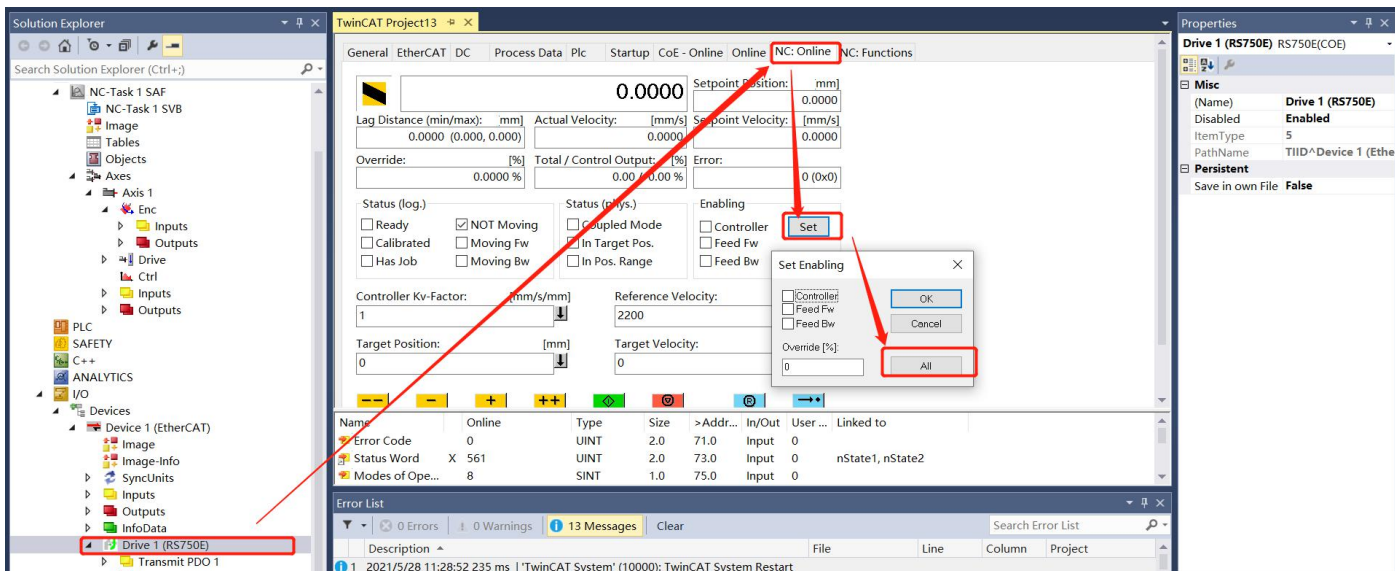 Solution Explorer
Search Solution Explorer (Ctrl+;)
NC-Task 1 SAF
NC-Task 1 SVB
Image
Tables
Objects
Axes
Axis 1
Enc
Inputs
Outputs
Drive
Ctrl
Inputs
Outputs
PLC
SAFETY
C++
ANALYTICS
I/O
Devices
Device 1 (EtherCAT)
Image
Image-Info
SyncUnits
Inputs
Outputs
InfoData
Drive 1 (RS750E)
Transmit PDO 1
TwinCAT Project13
General EtherCAT DC Process Data Plc Startup CoE - Online Online NC: Online NC: Functions
0.0000 Setpoint Position: mm]
0.0000
Lag Distance (min/max): mm] Actual Velocity: [mm/s] Setpoint Velocity: [mm/s]
0.0000 (0.000, 0.000) 0.0000 0.0000
Override: [%] Total / Control Output: [%] Error:
0.0000 % 0.00 / 0.00 % 0 (0x0)
Status (log.) Status (phys.) Enabling
Ready NOT Moving Coupled Mode Controller Set
Calibrated Moving Fw In Target Pos. Feed Fw
Has Job Moving Bw In Pos. Range Feed Bw
Controller Kv-Factor: [mm/s/mm] Reference Velocity:
1 2200
Target Position: [mm] Target Velocity:
0 0
-- - + ++ R
Set Enabling
Controller OK
Feed Fw
Feed Bw Cancel
Override [%]:
0 All
Name Online Type Size >Addr... In/Out User ... Linked to
Error Code 0 UINT 2.0 71.0 Input 0
Status Word X 561 UINT 2.0 73.0 Input 0 nState1, nState2
Modes of Ope... 8 SINT 1.0 75.0 Input 0
Error List
0 Errors 0 Warnings 13 Messages Clear Search Error List
Description File Line Column Project
1 2021/5/28 11:28:52 235 ms | 'TwinCAT System' (10000): TwinCAT System Restart
Properties
Drive 1 (RS750E) RS750E(COE)
Misc
(Name) Drive 1 (RS750E)
Disabled Enabled
ItemType 5
PathName TIID^Device 1 (Ethe
Persistent
Save in own File False